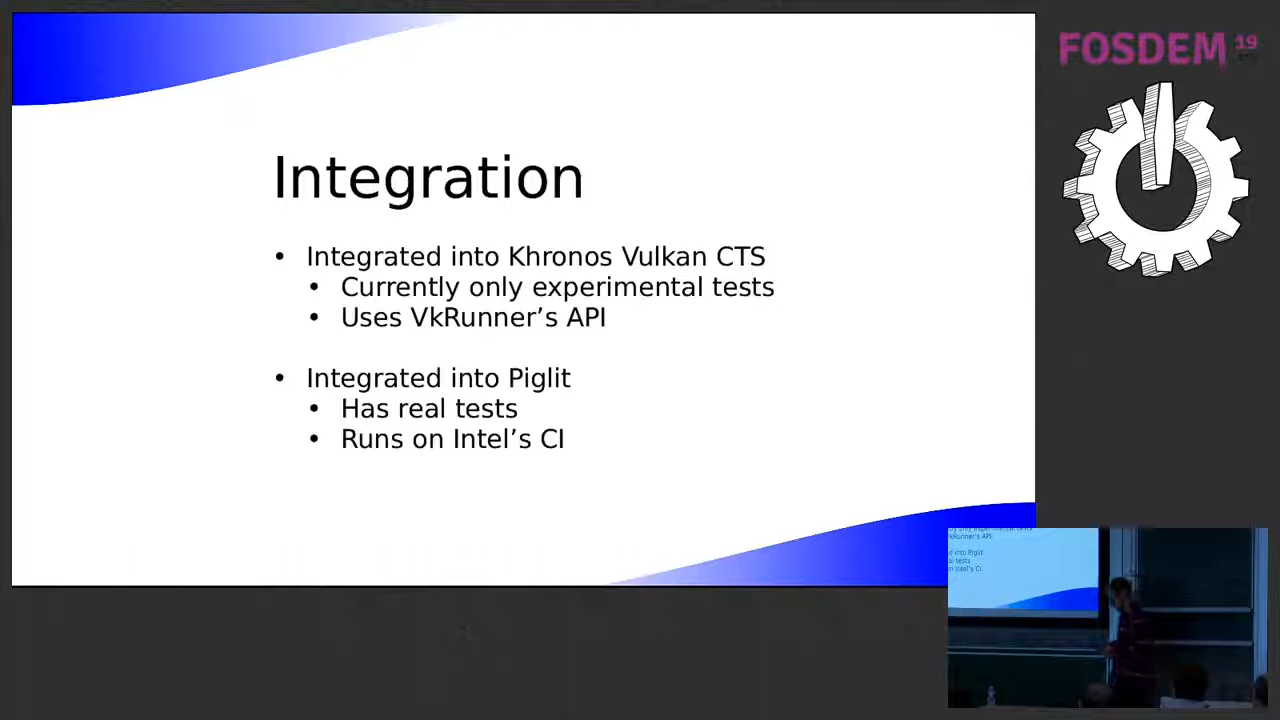 FOSDEM 19
Integration
• Integrated into Khronos Vulkan CTS
• Currently only experimental tests
• Uses VkRunner’s API
• Integrated into Piglit
• Has real tests
• Runs on Intel’s CI